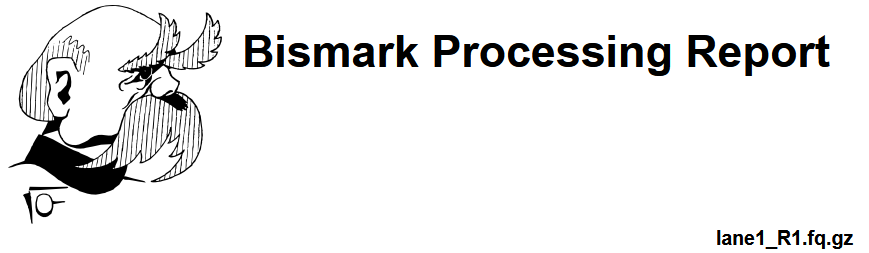 Bismark Processing Report
lane1_R1.fq.gz